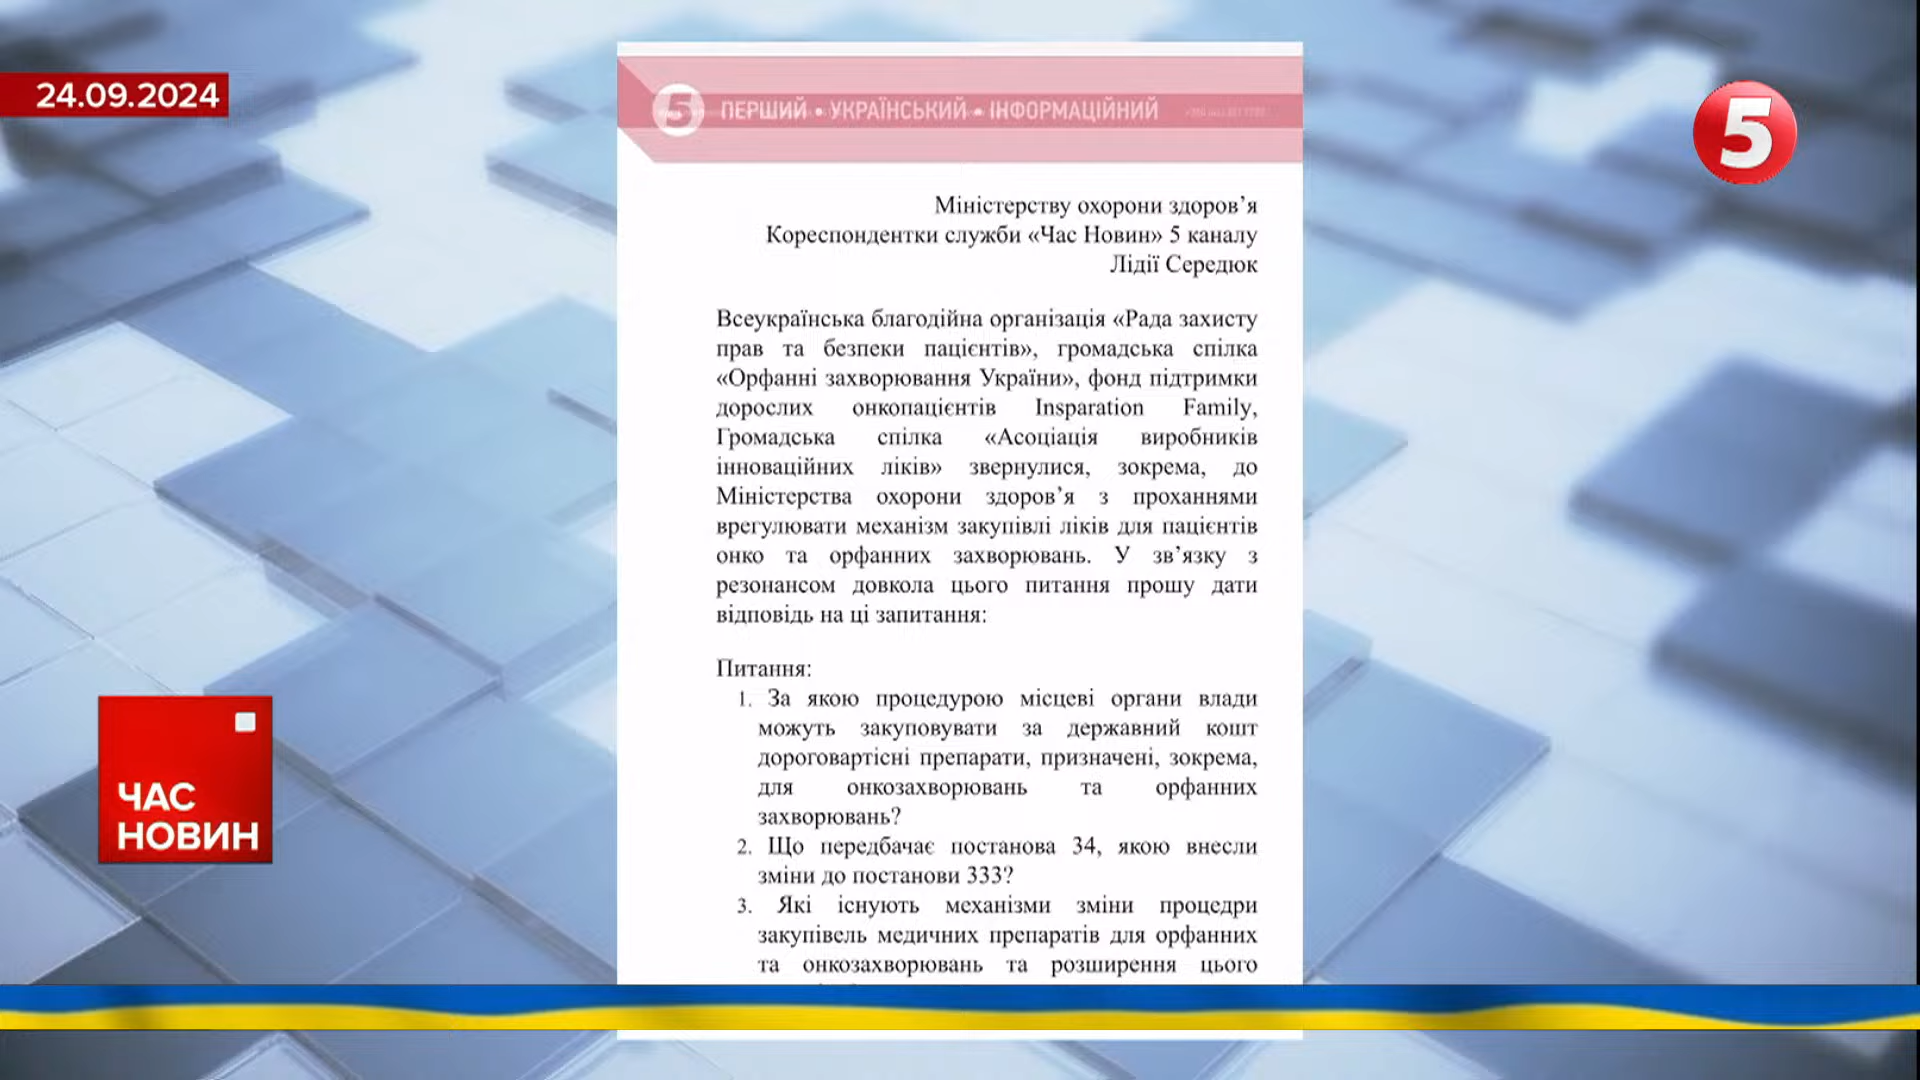 24.09.2024
5
5 ПЕРШИЙ • УКРАЇНСЬКИЙ • ІНФОРМАЦІЙНИЙ
Міністерству охорони здоров’я
Кореспондентки служби «Час Новин» 5 каналу
Лідії Середюк
Всеукраїнська благодійна організація «Рада захисту
прав та безпеки пацієнтів», громадська спілка
«Орфанні захворювання України», фонд підтримки
дорослих онкопацієнтів Insparation Family,
Громадська спілка «Асоціація виробників
інноваційних ліків» звернулися, зокрема, до
Міністерства охорони здоров’я з проханнями
врегулювати механізм закупівлі ліків для пацієнтів
онко та орфанних захворювань. У зв’язку з
резонансом довкола цього питання прошу дати
відповідь на ці запитання:
Питання:
1. За якою процедурою місцеві органи влади
можуть закуповувати за державний кошт
дороговартісні препарати, призначені, зокрема,
для онкозахворювань та орфанних
захворювань?
2. Що передбачає постанова 34, якою внесли
зміни до постанови 333?
3. Які існують механізми зміни процедри
закупівель медичних препаратів для орфанних
та онкозахворювань та розширення цього
ЧАС
НОВИН